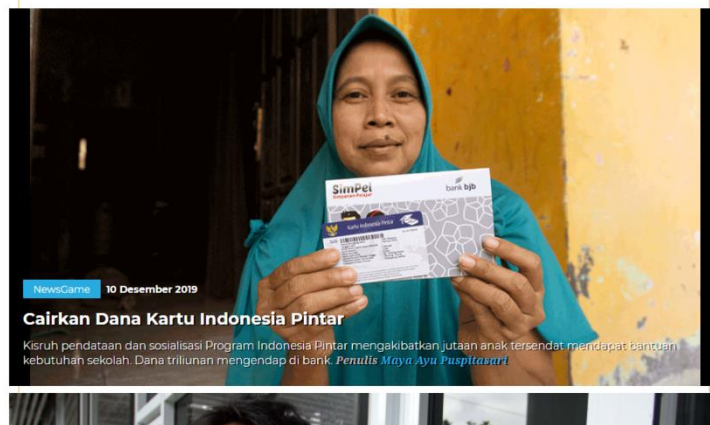 SimPel
Simpanan Pelajar
bank bjb
Kartu Indonesia Pintar
NewsGame 10 Desember 2019
Cairkan Dana Kartu Indonesia Pintar
Kisruh pendataan dan sosialisasi Program Indonesia Pintar mengakibatkan jutaan anak tersendat mendapat bantuan
kebutuhan sekolah. Dana triliunan mengendap di bank. Penulis Maya Ayu Puspitasari